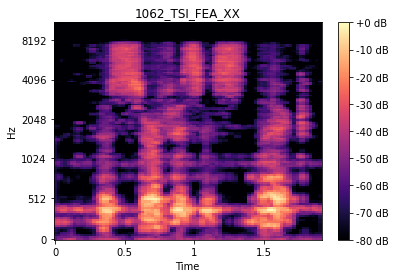 1062_TSI_FEA_XX
8192
4096
2048
1024
512
0
Hz
0
0.5
1
1.5
Time
+0 dB
-10 dB
-20 dB
-30 dB
-40 dB
-50 dB
-60 dB
-70 dB
-80 dB